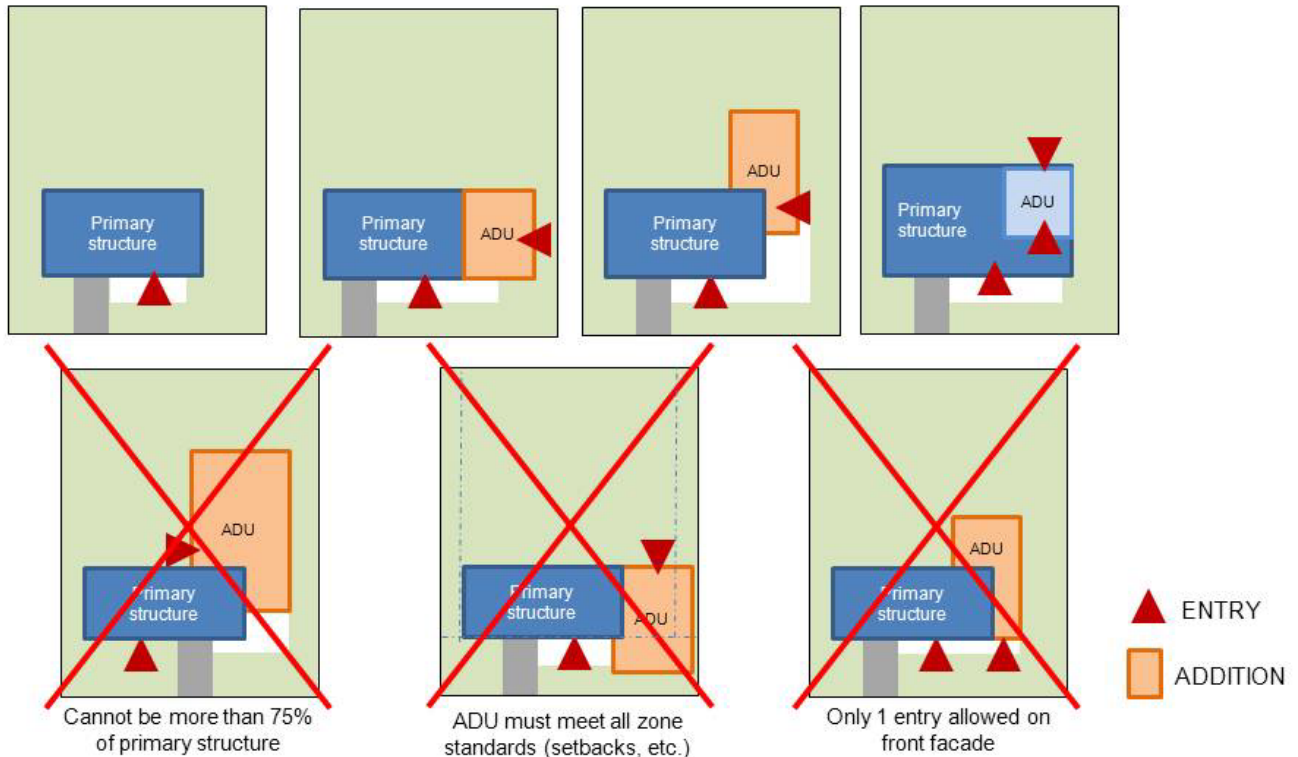 Primary
structure
Primary
structure
ADU
ADU
Primary
structure
ADU
Primary
structure
ADU
Primary
structure
Primary
structure
ADU
ADU
Primary
structure
ENTRY
ADDITION
Cannot be more than 75%
of primary structure
ADU must meet all zone
standards (setbacks, etc.)
Only 1 entry allowed on
front facade